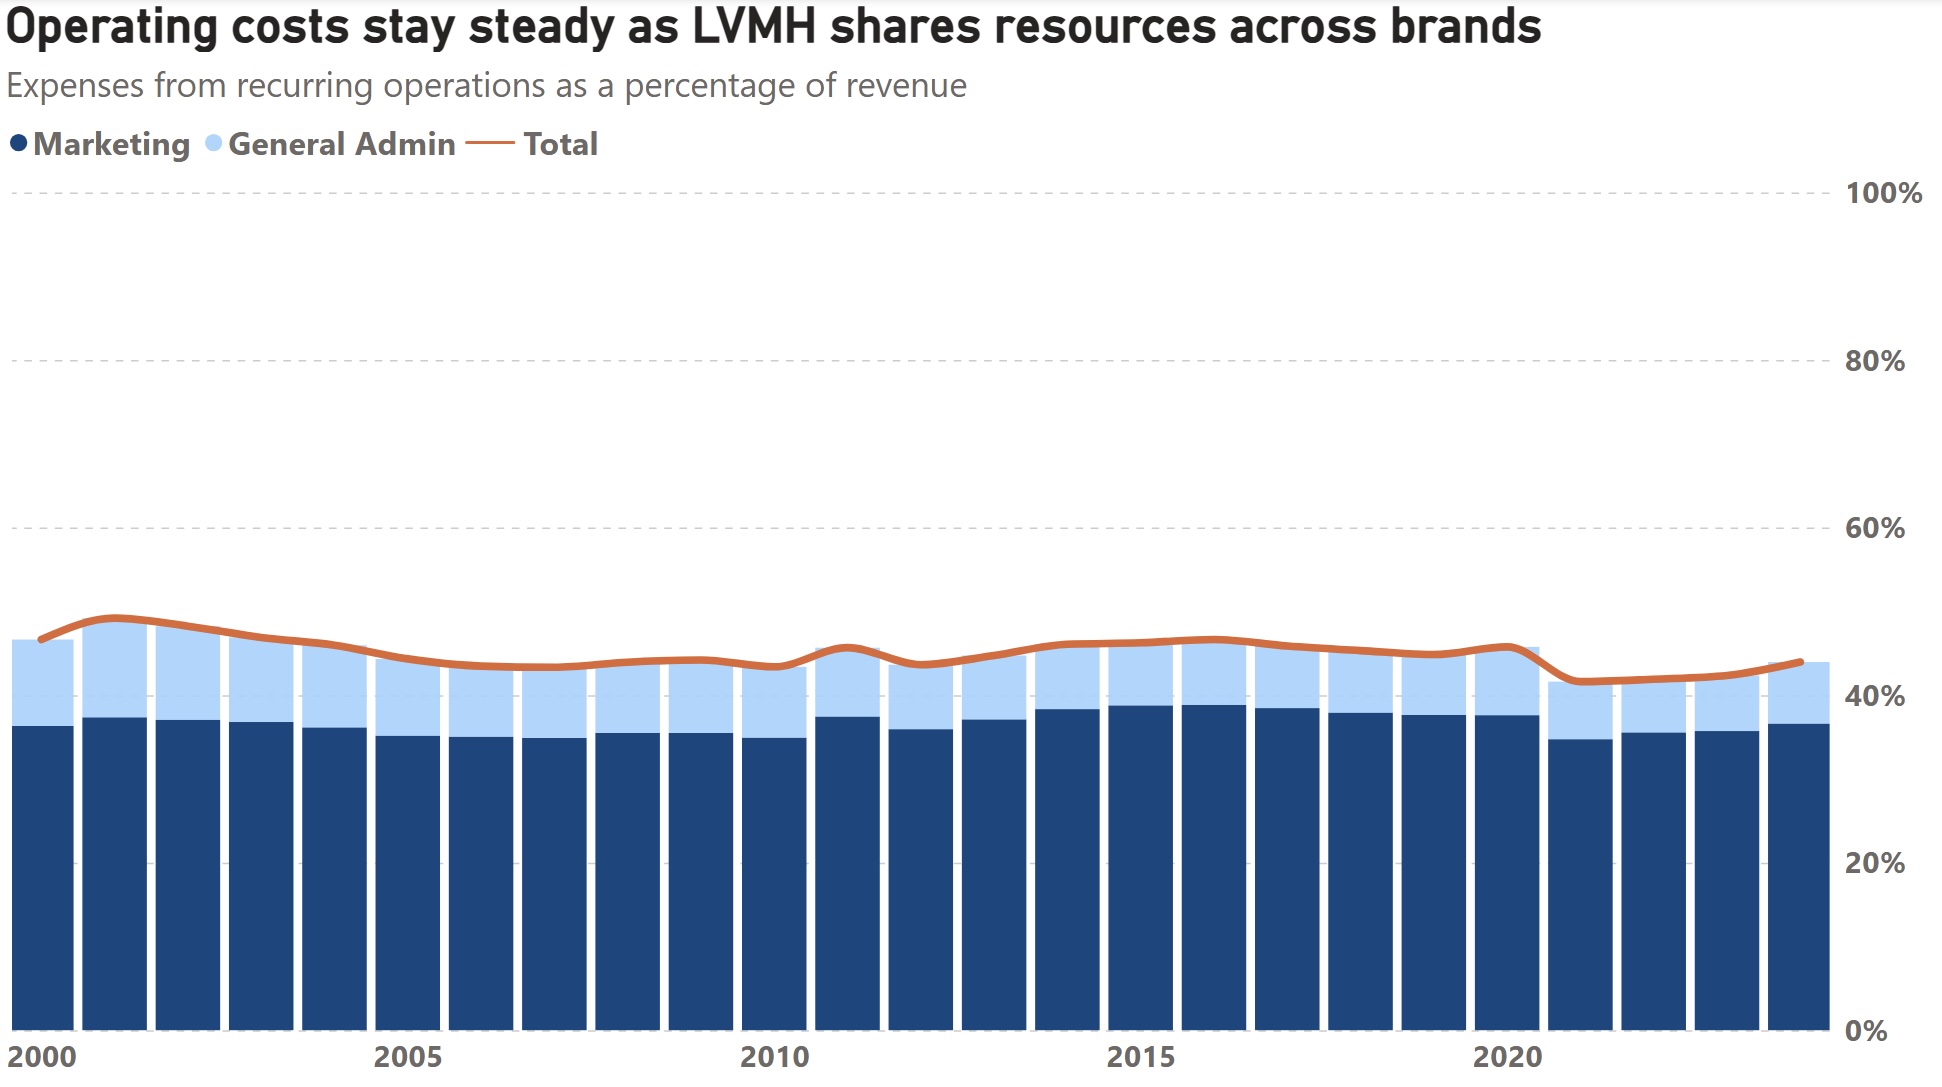 Operating costs stay steady as LVMH shares resources across brands
Expenses from recurring operations as a percentage of revenue
Marketing General Admin Total
100%
80%
60%
40%
20%
0%
2000 2005 2010 2015 2020